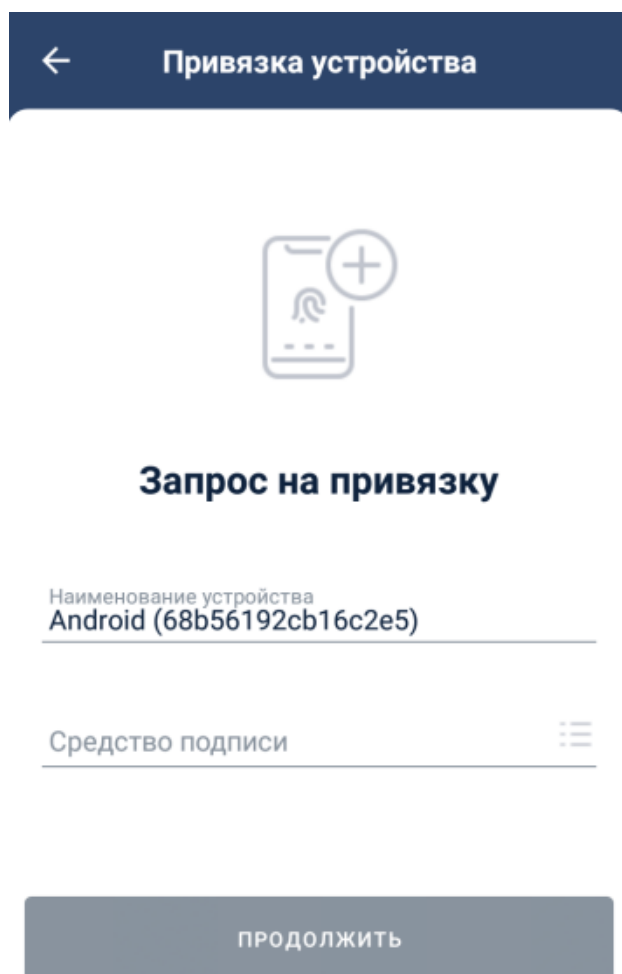 Привязка устройства
Запрос на привязку
Наименование устройства
Android (68b56192cb16c2e5)
Средство подписи
ПРОДОЛЖИТЬ